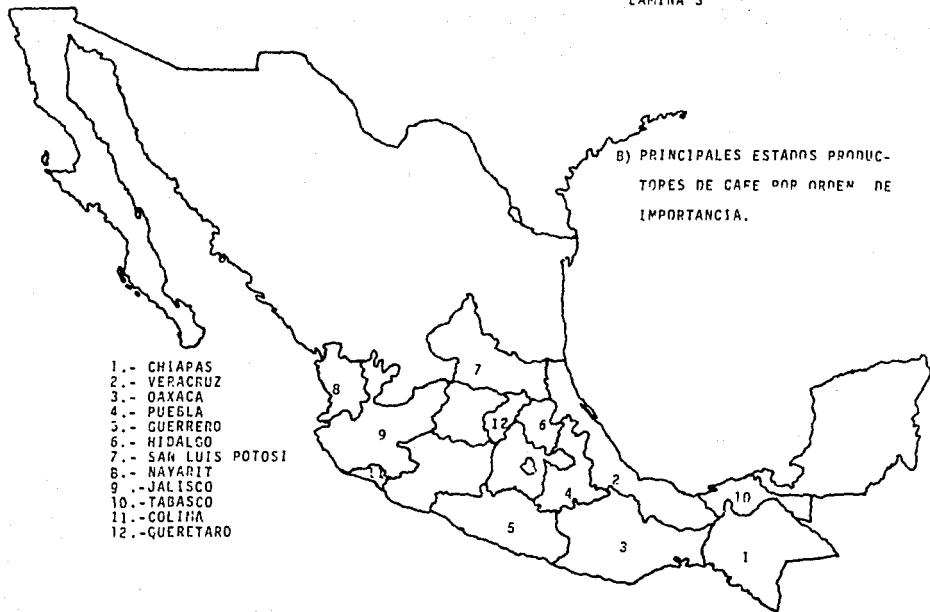 LAMINA 3
B) PRINCIPALES ESTADOS PRODUC-
TORES DE CAFE POR ORDEN DE
IMPORTANCIA.
1.- CHIAPAS
2.- VERACRUZ
3.- OAXACA
4.- PUEBLA
5.- GUERRERO
6.- HIDALGO
7.- SAN LUIS POTOSI
8.- NAYARIT
9.-JALISCO
10.-TABASCO
11.-COLIMA
12.-QUERETARO
7
8
9
12
6
11
4
2
10
5
3
1